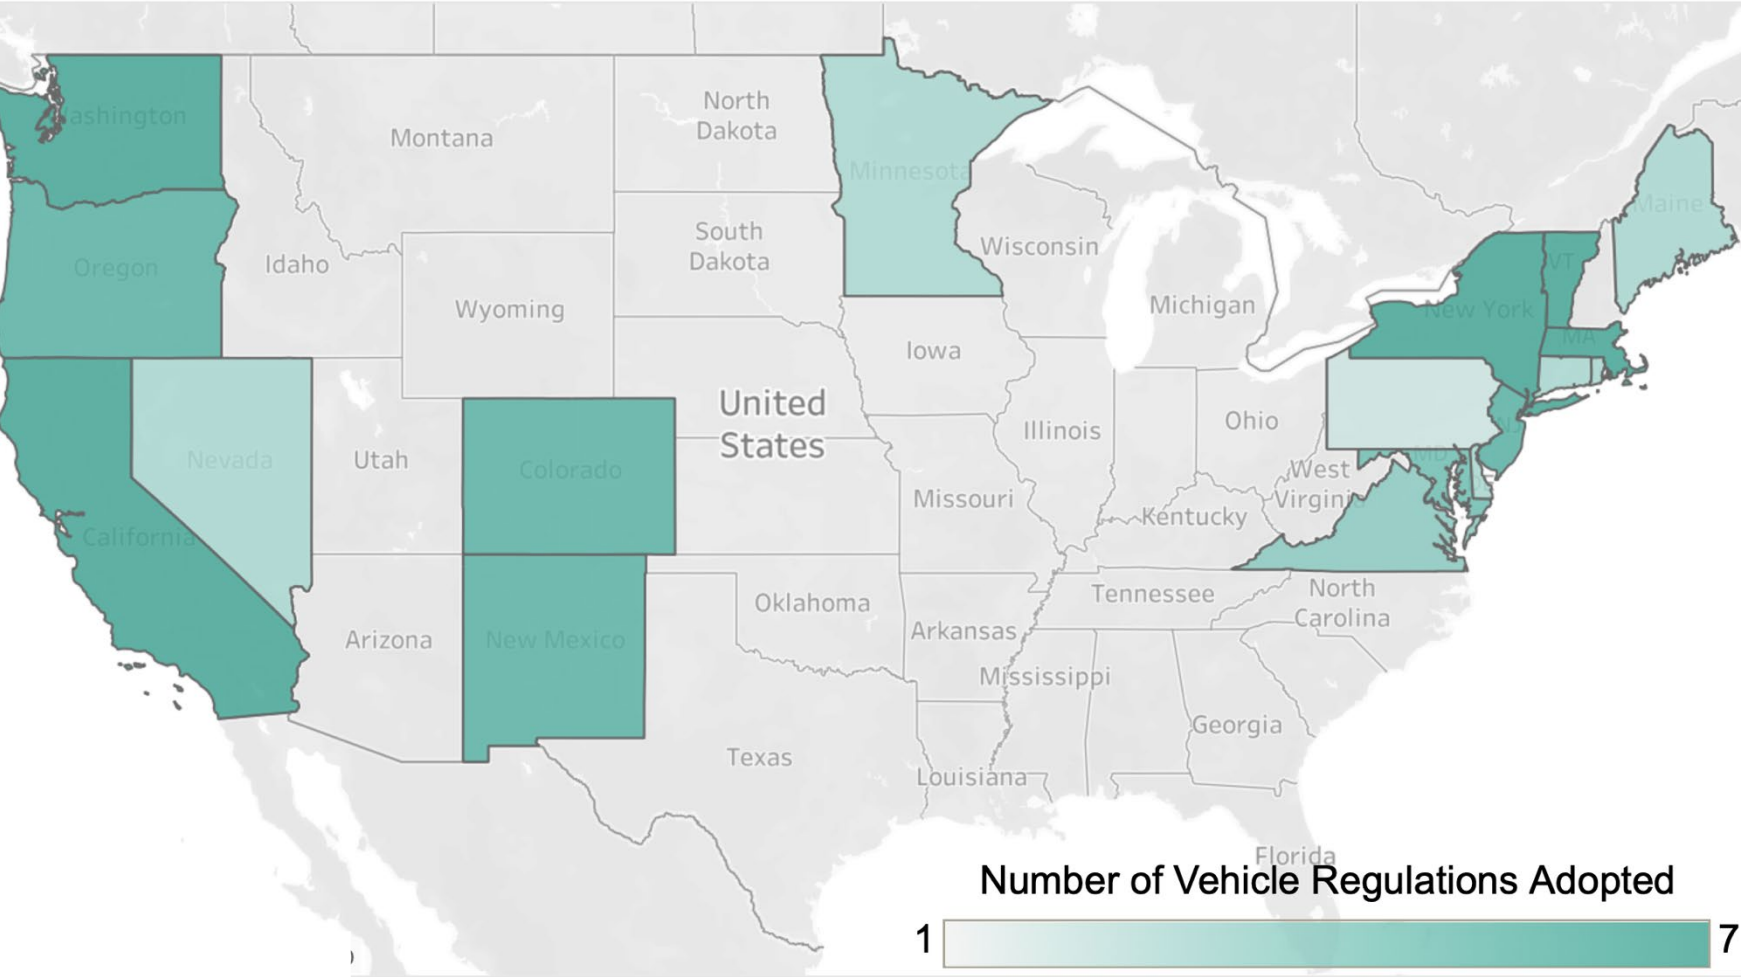 ashington
Montana
North
Dakota
Minnesota
Maine
Oregon
Idaho
South
Dakota
Wisconsin
VT
Wyoming
Michigan
New York
MA
Iowa
United
States
Nevada
Utah
Colorado
Illinois
Ohio
NJ
MD
West
Virginia
Missouri
Kentucky
California
Oklahoma
Tennessee
North
Carolina
Arizona
New Mexico
Arkansas
Mississippi
Georgia
Texas
Louisiana
Florida
Number of Vehicle Regulations Adopted
1
7